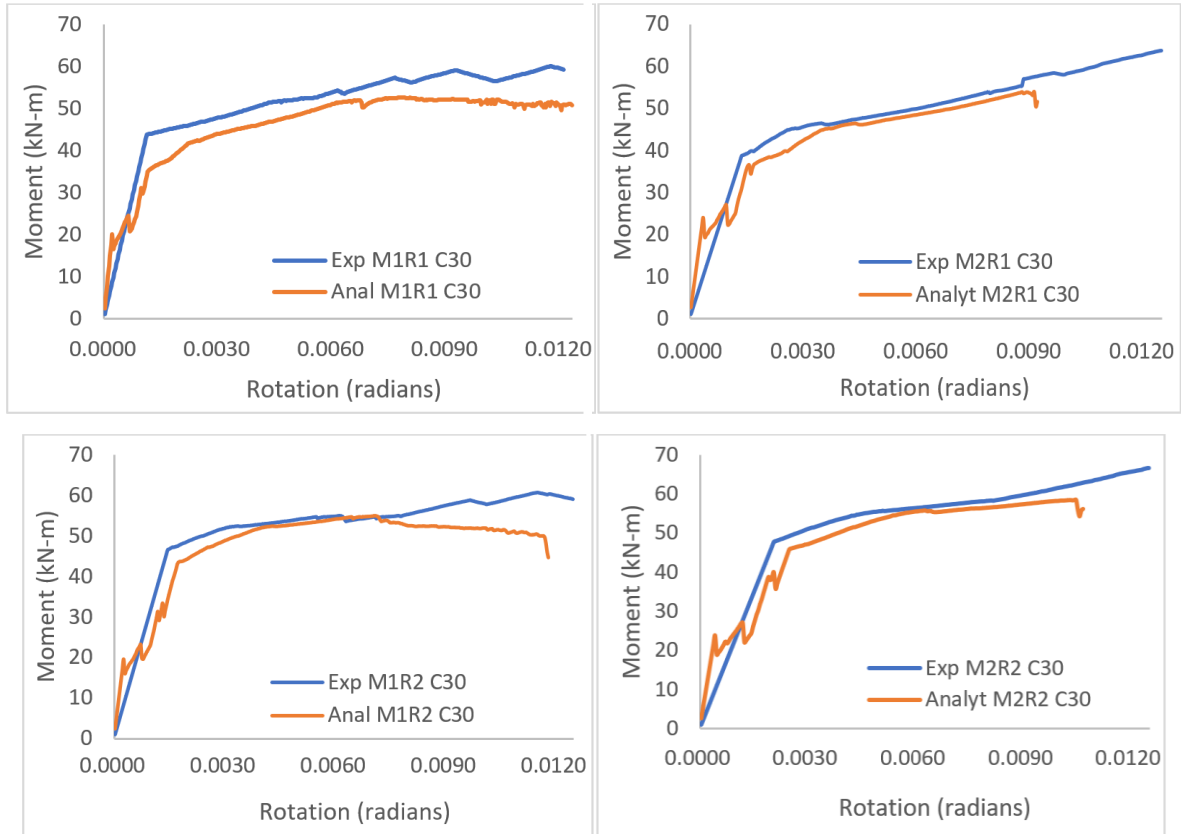 70
60
50
40
30
20
10
0
Moment (kN-m)
Exp M1R1 C30
Anal M1R1 C30
0.0000 0.0030 0.0060 0.0090 0.0120
Rotation (radians)
70
60
50
40
30
20
10
0
Moment (kN-m)
Exp M2R1 C30
Analyt M2R1 C30
0.0000 0.0030 0.0060 0.0090 0.0120
Rotation (radians)
70
60
50
40
30
20
10
0
Moment (kN-m)
Exp M1R2 C30
Anal M1R2 C30
0.0000 0.0030 0.0060 0.0090 0.0120
Rotation (radians)
70
60
50
40
30
20
10
0
Moment (kN-m)
Exp M2R2 C30
Analyt M2R2 C30
0.0000 0.0030 0.0060 0.0090 0.0120
Rotation (radians)